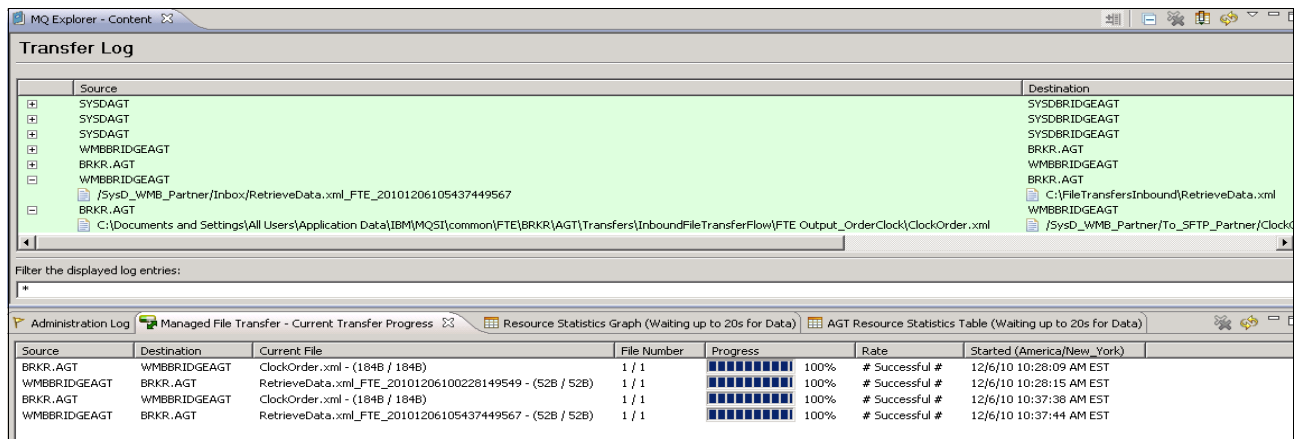 MQ Explorer - Content
Transfer Log
Source Destination
SYSDAGT SYSDBRIDGEAGT
SYSDAGT SYSDBRIDGEAGT
SYSDAGT SYSDBRIDGEAGT
WMBBRIDGEAGT BRKR.AGT
BRKR.AGT WMBBRIDGEAGT
WMBBRIDGEAGT BRKR.AGT
/SysD_WMB_Partner/Inbox/RetrieveData.xml_FTE_20101206105437449567 C:\FileTransfersInbound\RetrieveData.xml
BRKR.AGT WMBBRIDGEAGT
C:\Documents and Settings\All Users\Application Data\IBM\MQSI\common\FTE\BRKR\AGT\Transfers\InboundFileTransferFlow\FTE Output_OrderClock\ClockOrder.xml /SysD_WMB_Partner/To_SFTP_Partner/ClockO
Filter the displayed log entries:
*
Administration Log Managed File Transfer - Current Transfer Progress Resource Statistics Graph (Waiting up to 20s for Data) AGT Resource Statistics Table (Waiting up to 20s for Data)
Source Destination Current File File Number Progress Rate Started (America/New_York)
BRKR.AGT WMBBRIDGEAGT ClockOrder.xml - (184B / 184B) 1 / 1 100% # Successful # 12/6/10 10:28:09 AM EST
WMBBRIDGEAGT BRKR.AGT RetrieveData.xml_FTE_20101206100228149549 - (52B / 52B) 1 / 1 100% # Successful # 12/6/10 10:28:15 AM EST
BRKR.AGT WMBBRIDGEAGT ClockOrder.xml - (184B / 184B) 1 / 1 100% # Successful # 12/6/10 10:37:38 AM EST
WMBBRIDGEAGT BRKR.AGT RetrieveData.xml_FTE_20101206105437449567 - (52B / 52B) 1 / 1 100% # Successful # 12/6/10 10:37:44 AM EST